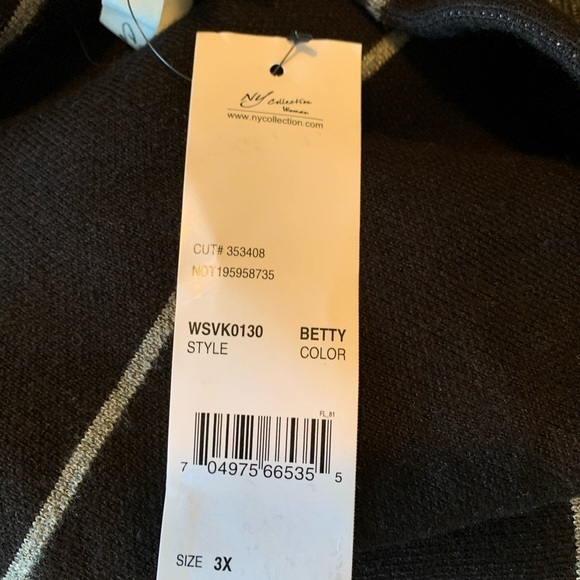 NY Collection
Woman
www.nycollection.com
CUT# 353408
NOT195958735
WSVK0130 BETTY
STYLE COLOR
FL_81
7 04975 66535 5
SIZE 3X